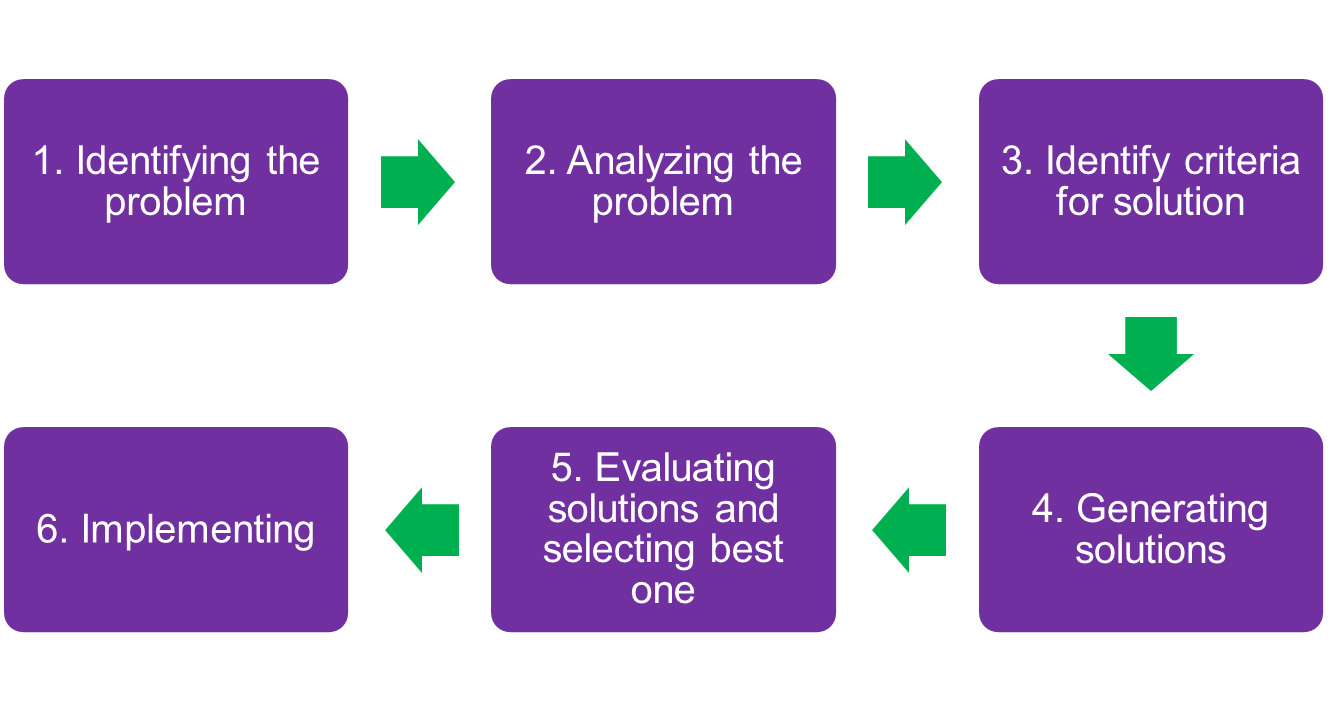 1. Identifying the
problem
2. Analyzing the
problem
3. Identify criteria
for solution
4. Generating
solutions
5. Evaluating
solutions and
selecting best
one
6. Implementing